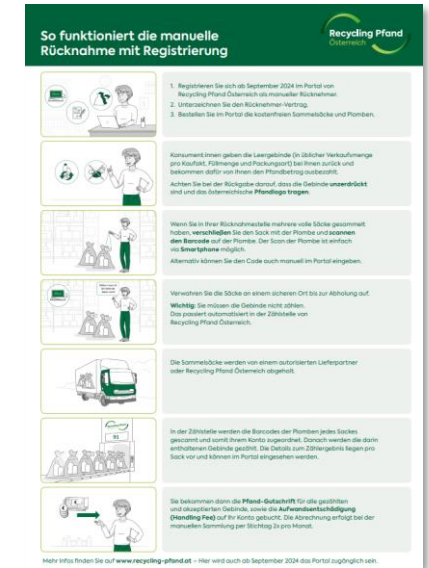 So funktioniert die manuelle
Rücknahme mit Registrierung
Recycling Pfand
Österreich
1. Registrieren Sie sich ab September 2024 im Portal von
Recycling Pfand Österreich als manueller Rücknehmer.
2. Unterzeichnen Sie den Rücknehmer-Vertrag.
3. Bestellen Sie im Portal die kostenfreien Sammelsäcke und Plomben.
Konsument:innen geben die Leergebinde (in üblicher Verkaufsmenge
pro Kaufakt, Füllmenge und Packungsart) bei Ihnen zurück und
bekommen dafür von Ihnen den Pfandbetrag ausbezahlt.
Achten Sie bei der Rückgabe darauf, dass die Gebinde unzerdrückt
sind und das österreichische Pfandlogo tragen.
Wenn Sie in Ihrer Rücknahmestelle mehrere volle Säcke gesammelt
haben, verschließen Sie den Sack mit der Plombe und scannen
den Barcode auf der Plombe. Der Scan der Plombe ist einfach
via Smartphone möglich.
Alternativ können Sie den Code auch manuell im Portal eingeben.
Verwahren Sie die Säcke an einem sicheren Ort bis zur Abholung auf.
Wichtig: Sie müssen die Gebinde nicht zählen.
Das passiert automatisiert in der Zählstelle von
Recycling Pfand Österreich.
Die Sammelsäcke werden von einem autorisierten Lieferpartner
oder Recycling Pfand Österreich abgeholt.
In der Zählstelle werden die Barcodes der Plomben jedes Sackes
gescannt und somit Ihrem Konto zugeordnet. Danach werden die darin
enthaltenen Gebinde gezählt. Die Details zum Zählergebnis liegen pro
Sack vor und können im Portal eingesehen werden.
Sie bekommen dann die Pfand-Gutschrift für alle gezählten
und akzeptierten Gebinde, sowie die Aufwandsentschädigung
(Handling Fee) auf Ihr Konto gebucht. Die Abrechnung erfolgt bei der
manuellen Sammlung per Stichtag 2x pro Monat.
Mehr Infos finden Sie auf www.recycling-pfand.at – Hier wird auch ab September 2024 das Portal zugänglich sein.